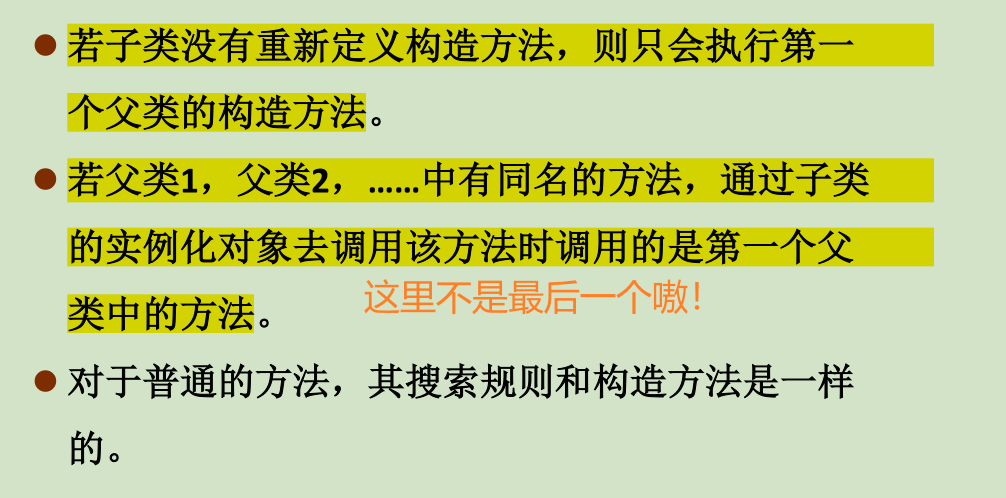 ● 若子类没有重新定义构造方法，则只会执行第一
个父类的构造方法。
● 若父类1，父类2，……中有同名的方法，通过子类
的实例化对象去调用该方法时调用的是第一个父
类中的方法。 这里不是最后一个嗷！
● 对于普通的方法，其搜索规则和构造方法是一样
的。